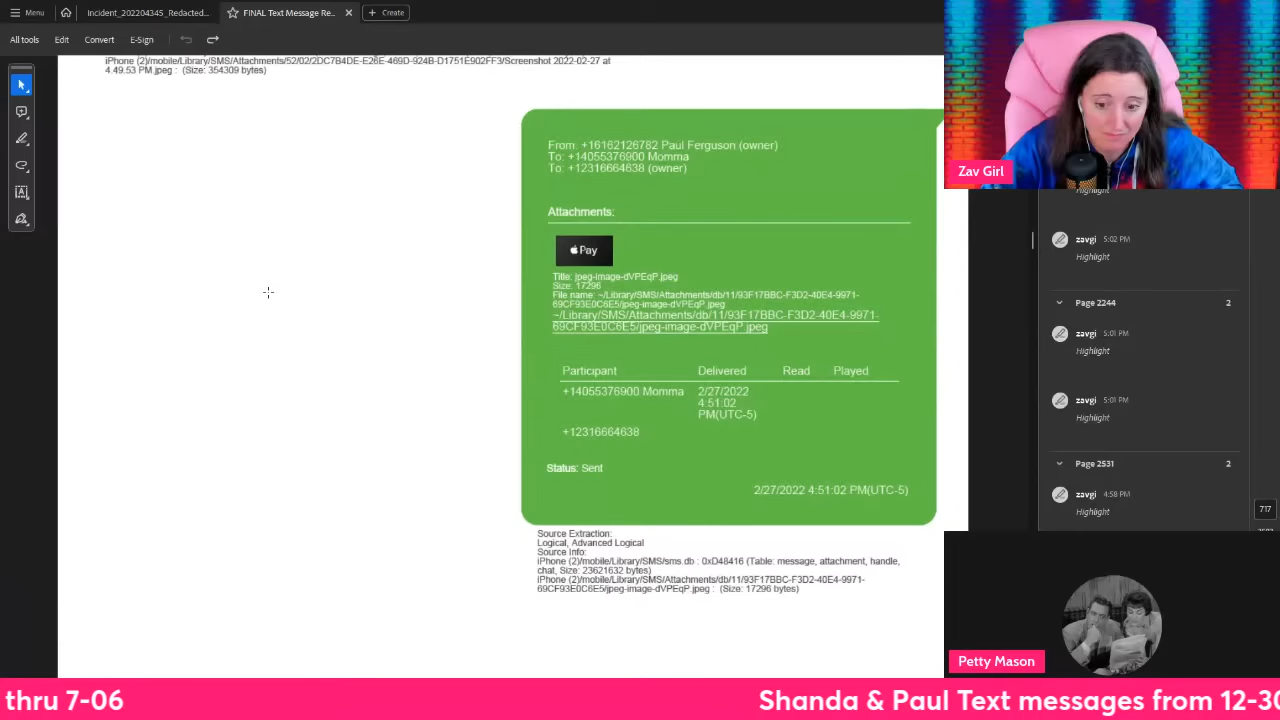 Menu
Incident_202204345_Redacted...
FINAL Text Message Re...
Create
All tools
Edit
Convert
E-Sign
iPhone (2)/mobile/Library/SMS/Attachments/52/02/2DC7B4DE-E26E-469D-924B-D1751E902FF3/Screenshot 2022-02-27 at
4.49.53 PM.jpeg : (Size: 354309 bytes)
From: +16162126782 Paul Ferguson (owner)
To: +14055376900 Momma
To: +12316664638 (owner)
Attachments:
Pay
Title: jpeg-image-dVPEqP.jpeg
Size: 17296
File name: ~/Library/SMS/Attachments/db/11/93F17BBC-F3D2-40E4-9971-
69CF93E0C6E5/jpeg-image-dVPEqP.jpeg
~/Library/SMS/Attachments/db/11/93F17BBC-F3D2-40E4-9971-
69CF93E0C6E5/jpeg-image-dVPEqP.jpeg
Participant Delivered Read Played
+14055376900 Momma 2/27/2022
4:51:02
PM(UTC-5)
+12316664638
Status: Sent
2/27/2022 4:51:02 PM(UTC-5)
Source Extraction:
Logical, Advanced Logical
Source Info:
iPhone (2)/mobile/Library/SMS/sms.db : 0xD48416 (Table: message, attachment, handle,
chat, Size: 23621632 bytes)
iPhone (2)/mobile/Library/SMS/Attachments/db/11/93F17BBC-F3D2-40E4-9971-
69CF93E0C6E5/jpeg-image-dVPEqP.jpeg : (Size: 17296 bytes)
Zav Girl
Highlight
zavgi 5:02 PM
Highlight
Page 2244 2
zavgi 5:01 PM
Highlight
zavgi 5:01 PM
Highlight
Page 2531 2
zavgi 4:58 PM
Highlight
717
Petty Mason
thru 7-06 Shanda & Paul Text messages from 12-30